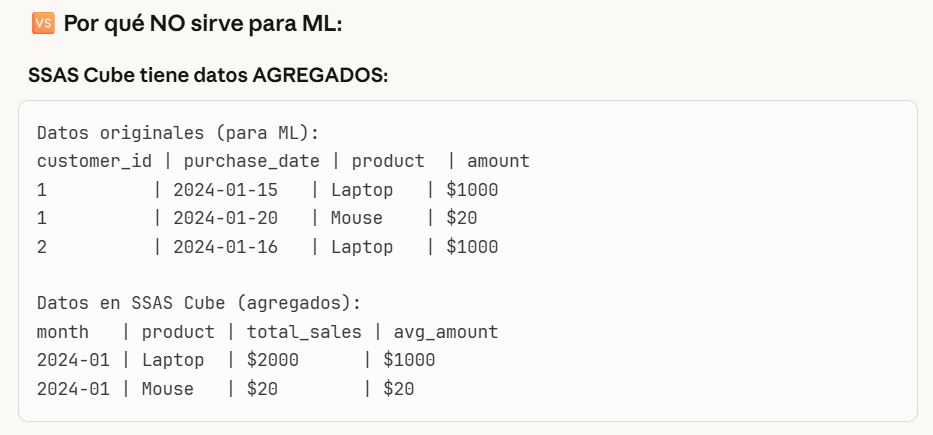 🆚 Por qué NO sirve para ML:
SSAS Cube tiene datos AGREGADOS:
Datos originales (para ML):
customer_id | purchase_date | product  | amount
1          | 2024-01-15   | Laptop   | $1000
1          | 2024-01-20   | Mouse    | $20
2          | 2024-01-16   | Laptop   | $1000
Datos en SSAS Cube (agregados):
month   | product | total_sales | avg_amount
2024-01 | Laptop  | $2000      | $1000
2024-01 | Mouse   | $20        | $20